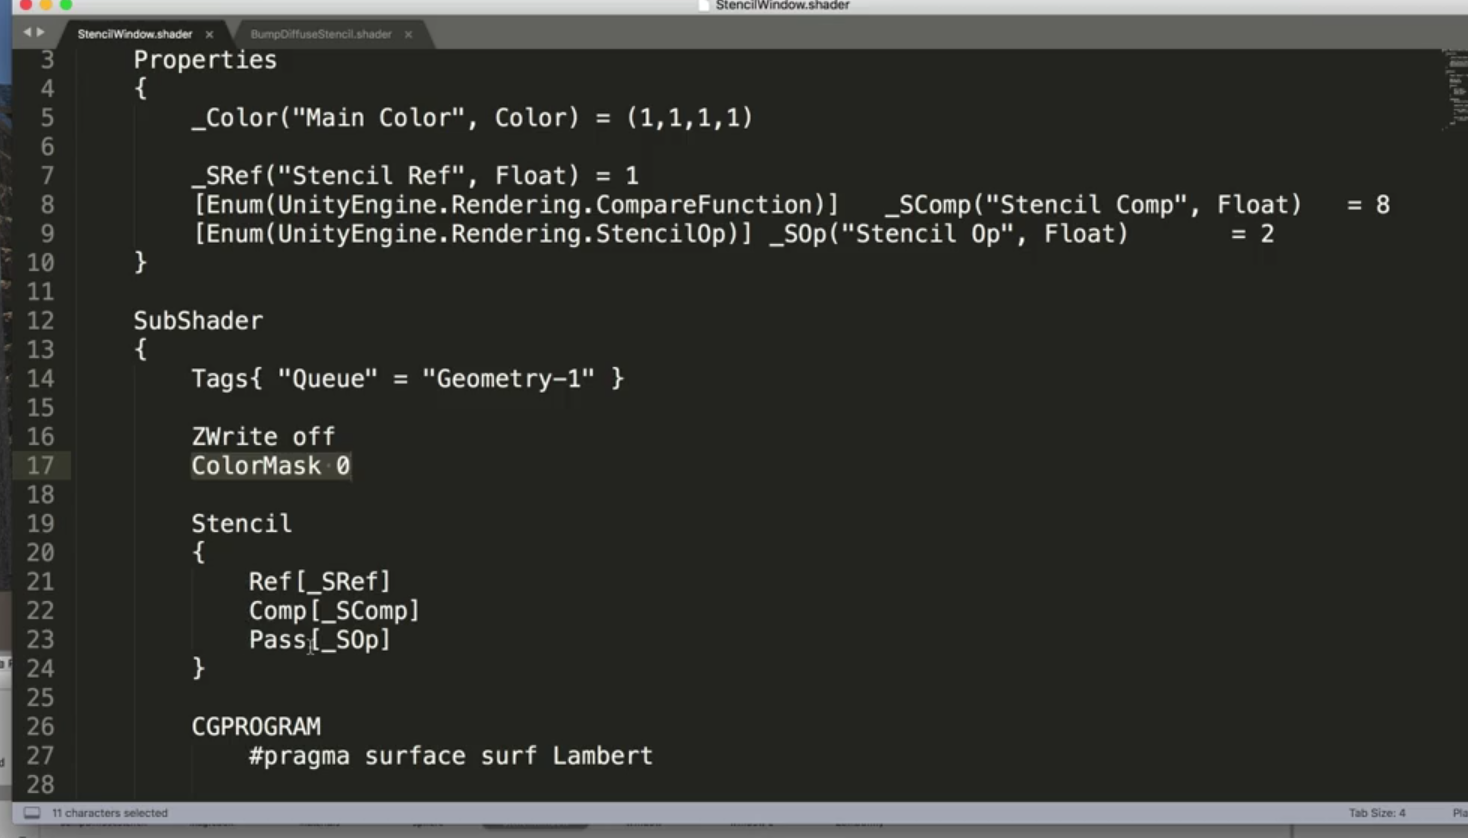 StencilWindow.shader
StencilWindow.shader × BumpDiffuseStencil.shader ×
3 Properties
4 {
5 _Color("Main Color", Color) = (1,1,1,1)
6
7 _SRef("Stencil Ref", Float) = 1
8 [Enum(UnityEngine.Rendering.CompareFunction)] _SComp("Stencil Comp", Float) = 8
9 [Enum(UnityEngine.Rendering.StencilOp)] _SOp("Stencil Op", Float) = 2
10 }
11
12 SubShader
13 {
14 Tags{ "Queue" = "Geometry-1" }
15
16 ZWrite off
17 ColorMask 0
18
19 Stencil
20 {
21 Ref[_SRef]
22 Comp[_SComp]
23 Pass[_SOp]
24 }
25
26 CGPROGRAM
27 #pragma surface surf Lambert
28
11 characters selected Tab Size: 4